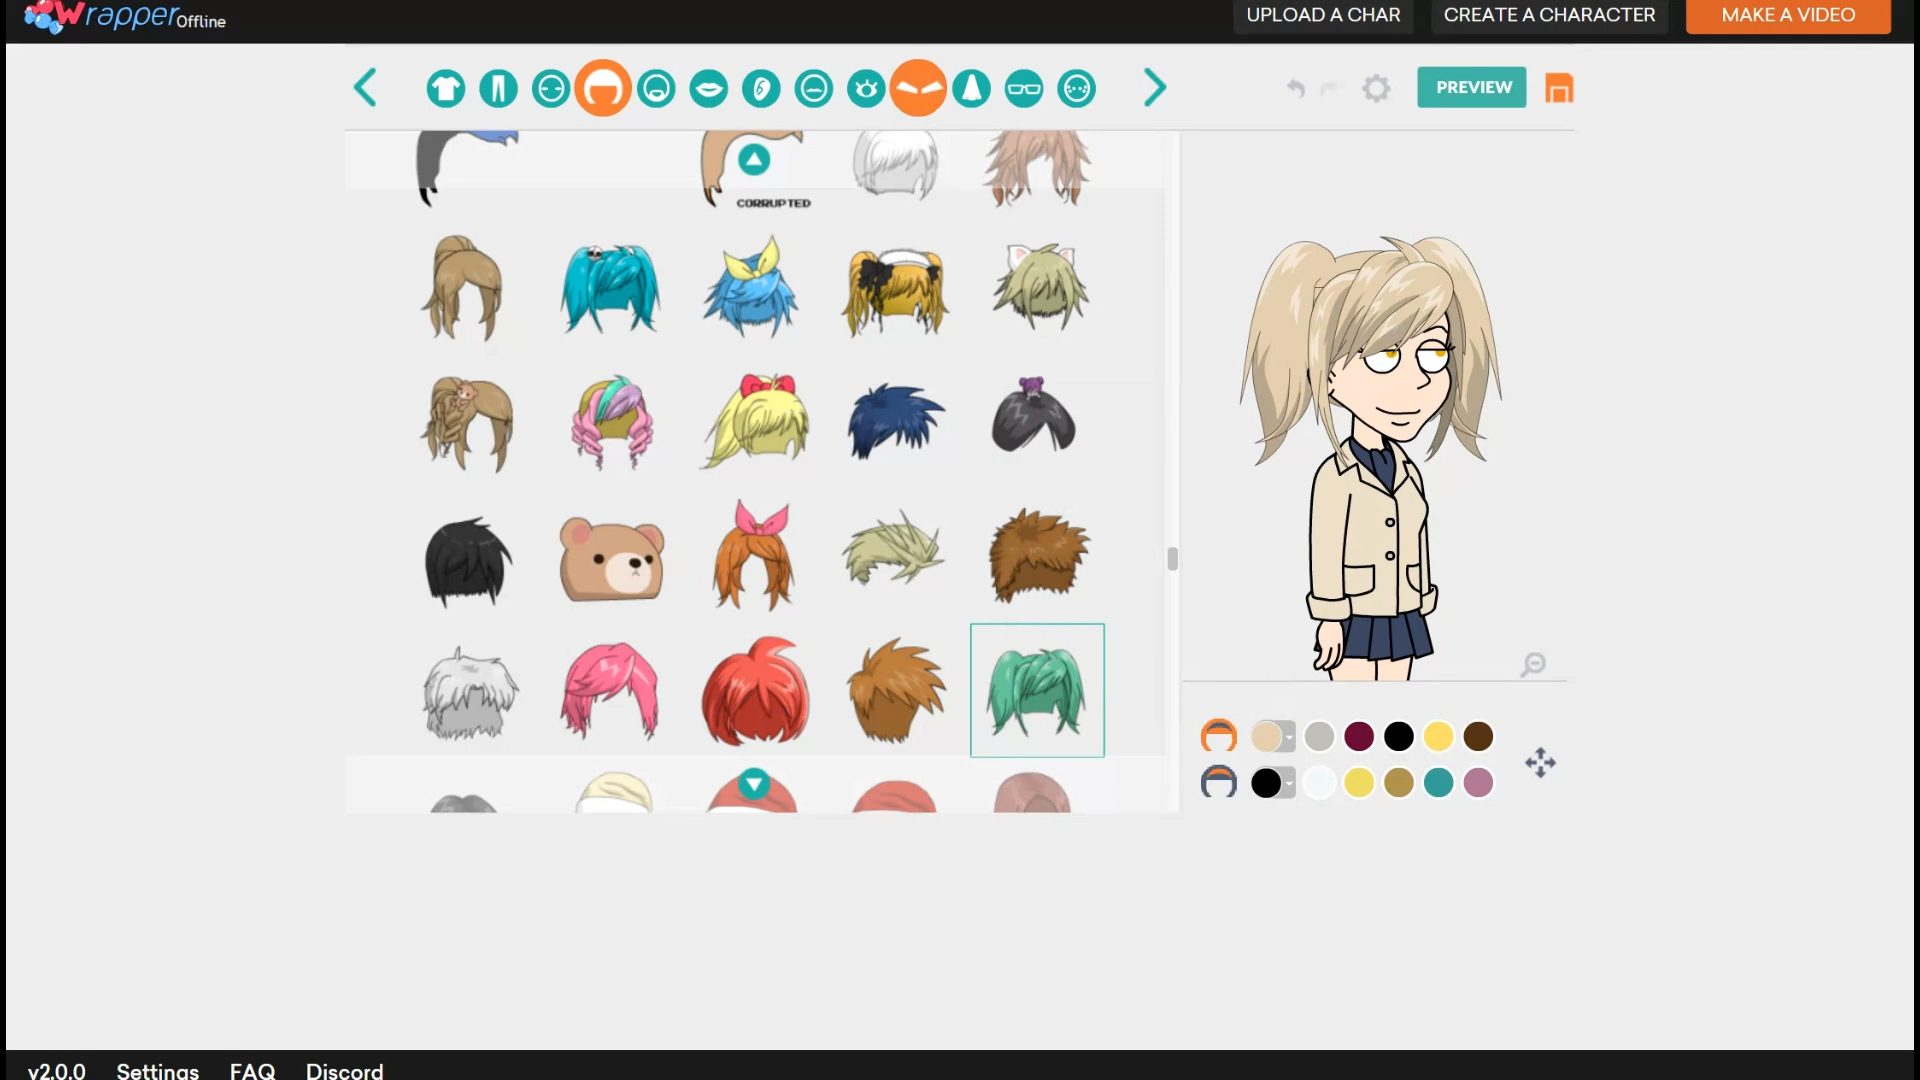 Wrapper Offline
UPLOAD A CHAR
CREATE A CHARACTER
MAKE A VIDEO
PREVIEW
CORRUPTED
v2.0.0
Settings
FAQ
Discord